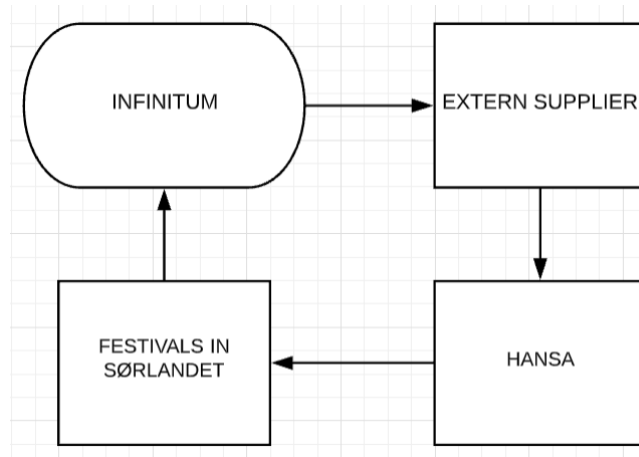 INFINITUM
EXTERN SUPPLIER
FESTIVALS IN
SØRLANDET
HANSA